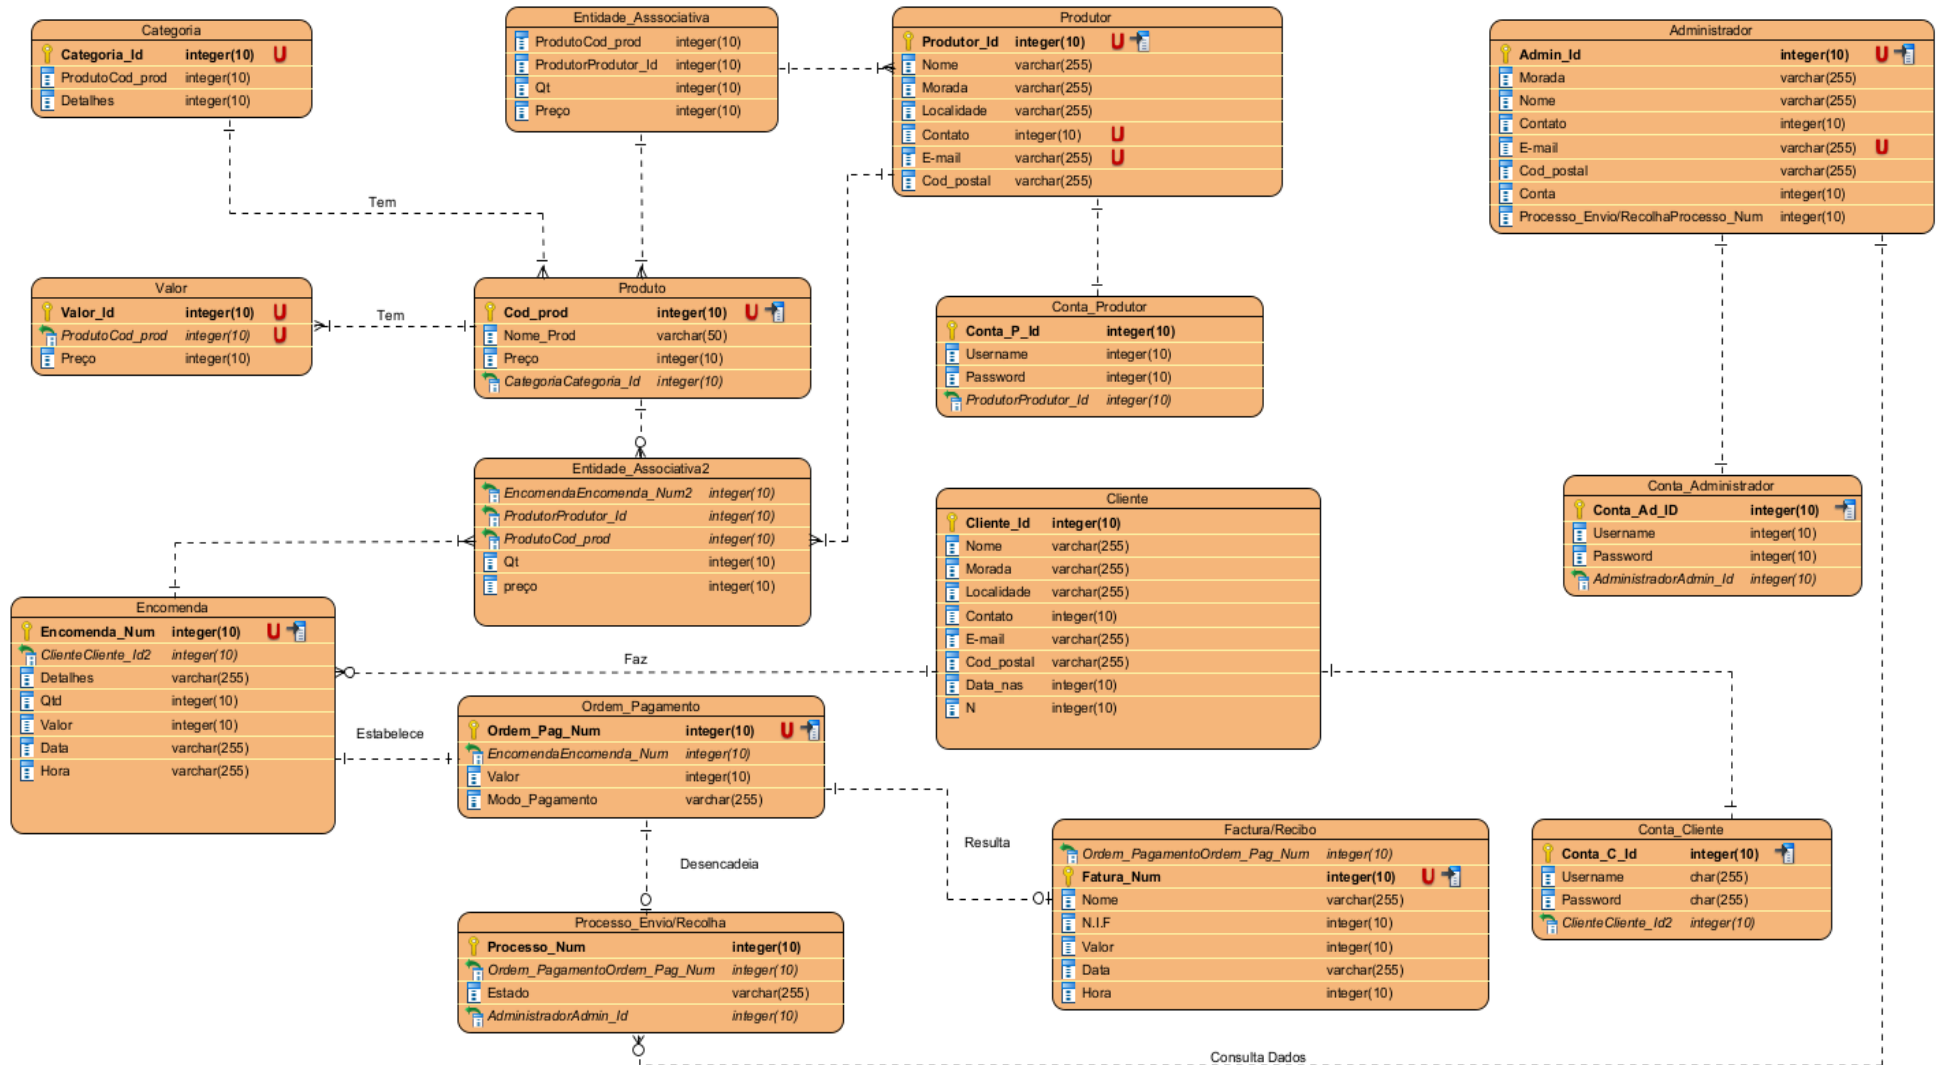 Categoria
Categoria_Id integer(10) U
ProdutoCod_prod integer(10)
Detalhes integer(10)
Entidade_Asssociativa
ProdutoCod_prod integer(10)
ProdutorProdutor_Id integer(10)
Qt integer(10)
Preço integer(10)
Produtor
Produtor_Id integer(10) U
Nome varchar(255)
Morada varchar(255)
Localidade varchar(255)
Contato integer(10) U
E-mail varchar(255) U
Cod_postal varchar(255)
Administrador
Admin_Id integer(10) U
Morada varchar(255)
Nome varchar(255)
Contato integer(10)
E-mail varchar(255) U
Cod_postal varchar(255)
Conta integer(10)
Processo_Envio/RecolhaProcesso_Num integer(10)
Tem
Valor
Valor_Id integer(10) U
ProdutoCod_prod integer(10) U
Preço integer(10)
Tem
Produto
Cod_prod integer(10) U
Nome_Prod varchar(50)
Preço integer(10)
CategoriaCategoria_Id integer(10)
Conta_Produtor
Conta_P_Id integer(10)
Username integer(10)
Password integer(10)
ProdutorProdutor_Id integer(10)
Entidade_Associativa2
EncomendaEncomenda_Num2 integer(10)
ProdutorProdutor_Id integer(10)
ProdutoCod_prod integer(10)
Qt integer(10)
preço integer(10)
Cliente
Cliente_Id integer(10)
Nome varchar(255)
Morada varchar(255)
Localidade varchar(255)
Contato integer(10)
E-mail varchar(255)
Cod_postal varchar(255)
Data_nas integer(10)
N integer(10)
Conta_Administrador
Conta_Ad_ID integer(10)
Username integer(10)
Password integer(10)
AdministradorAdmin_Id integer(10)
Encomenda
Encomenda_Num integer(10) U
ClienteCliente_Id2 integer(10)
Detalhes varchar(255)
Qtd integer(10)
Valor integer(10)
Data varchar(255)
Hora varchar(255)
Faz
Estabelece
Ordem_Pagamento
Ordem_Pag_Num integer(10) U
EncomendaEncomenda_Num integer(10)
Valor integer(10)
Modo_Pagamento varchar(255)
Desencadeia
Resulta
Factura/Recibo
Ordem_PagamentoOrdem_Pag_Num integer(10)
Fatura_Num integer(10) U
Nome varchar(255)
N.I.F integer(10)
Valor integer(10)
Data varchar(255)
Hora integer(10)
Conta_Cliente
Conta_C_Id integer(10)
Username char(255)
Password char(255)
ClienteCliente_Id2 integer(10)
Processo_Envio/Recolha
Processo_Num integer(10)
Ordem_PagamentoOrdem_Pag_Num integer(10)
Estado varchar(255)
AdministradorAdmin_Id integer(10)
Consulta Dados